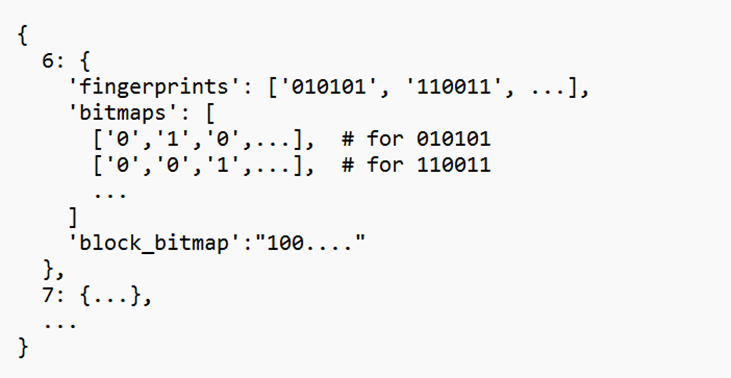 {
  6: {
    'fingerprints': ['010101', '110011', ...],
    'bitmaps': [
      ['0','1','0',...],  # for 010101
      ['0','0','1',...],  # for 110011
      ...
    ]
    'block_bitmap':"100...."
  },
  7: {...},
  ...
}